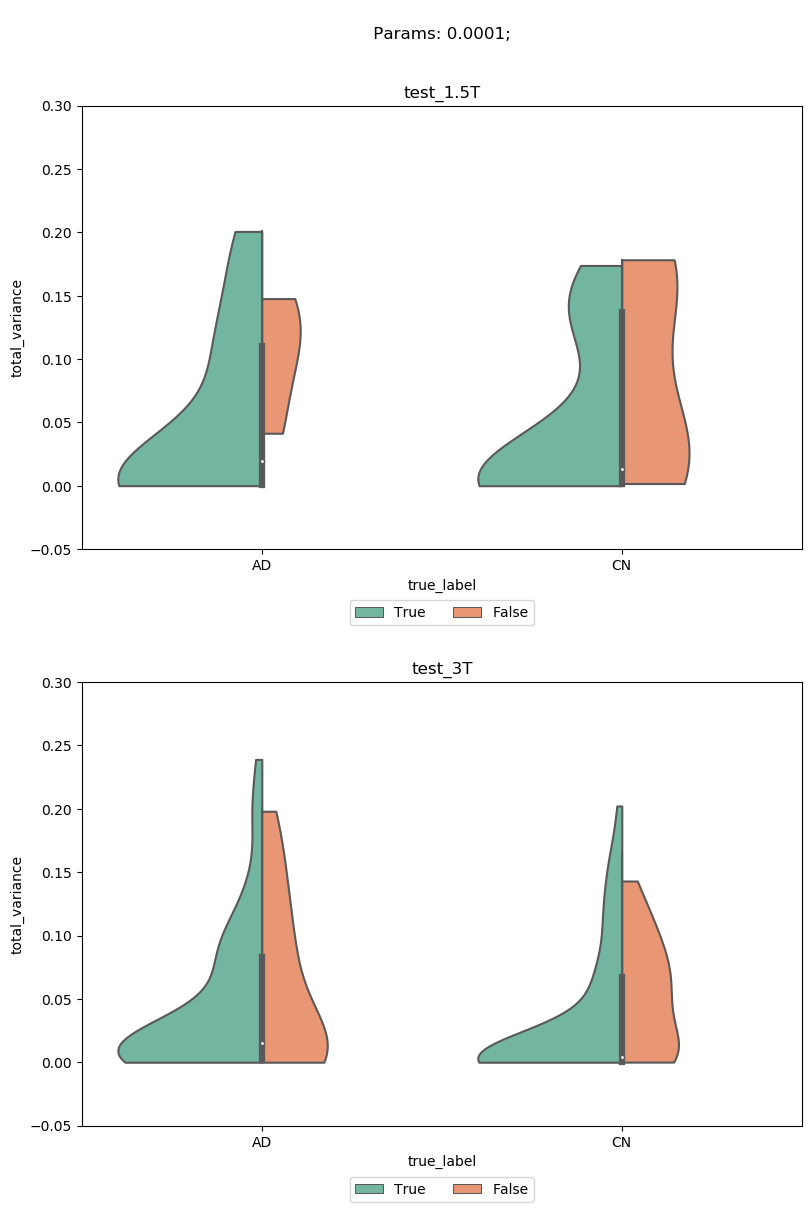 Params: 0.0001;
test_1.5T
0.30
0.25
0.20
0.15
0.10
0.05
0.00
−0.05
total_variance
AD CN
true_label
True False
test_3T
0.30
0.25
0.20
0.15
0.10
0.05
0.00
−0.05
total_variance
AD CN
true_label
True False